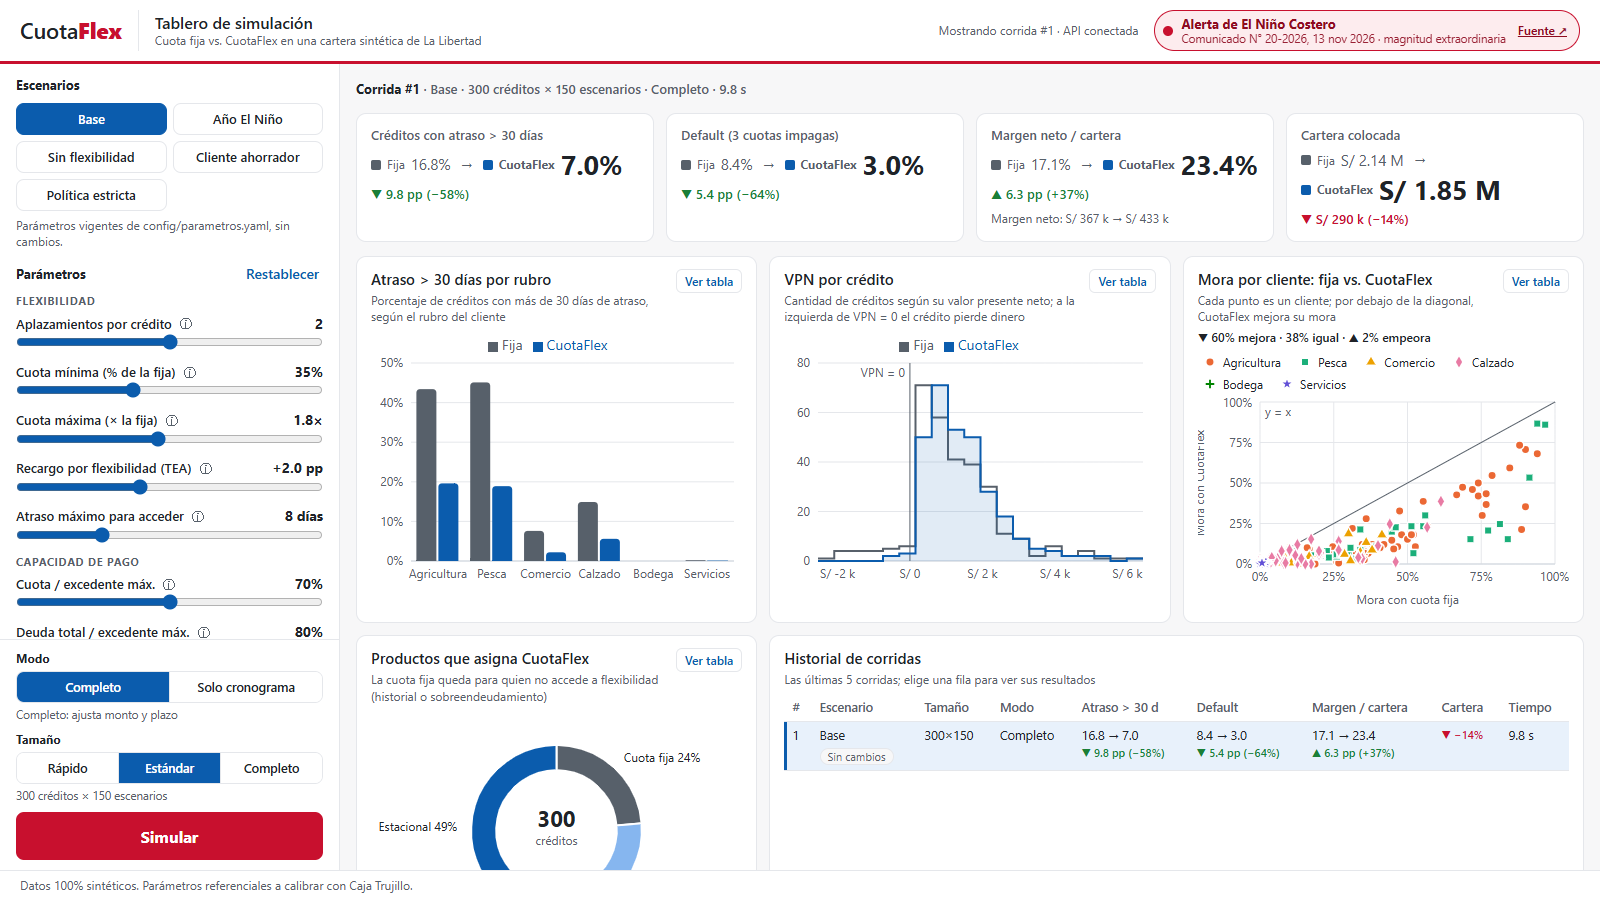 CuotaFlex
Tablero de simulación
Cuota fija vs. CuotaFlex en una cartera sintética de La Libertad
Mostrando corrida #1 · API conectada
Alerta de El Niño Costero
Comunicado N° 20-2026, 13 nov 2026 · magnitud extraordinaria
Fuente ↗
Escenarios
Base
Año El Niño
Sin flexibilidad
Cliente ahorrador
Política estricta
Parámetros vigentes de config/parametros.yaml, sin
cambios.
Parámetros
Restablecer
FLEXIBILIDAD
Aplazamientos por crédito ⓘ 2
Cuota mínima (% de la fija) ⓘ 35%
Cuota máxima (× la fija) ⓘ 1.8×
Recargo por flexibilidad (TEA) ⓘ +2.0 pp
Atraso máximo para acceder ⓘ 8 días
CAPACIDAD DE PAGO
Cuota / excedente máx. ⓘ 70%
Deuda total / excedente máx. ⓘ 80%
Modo
Completo
Solo cronograma
Completo: ajusta monto y plazo
Tamaño
Rápido
Estándar
Completo
300 créditos × 150 escenarios
Simular
Corrida #1 · Base · 300 créditos × 150 escenarios · Completo · 9.8 s
Créditos con atraso > 30 días
Fija 16.8% → CuotaFlex 7.0%
▼ 9.8 pp (−58%)
Default (3 cuotas impagas)
Fija 8.4% → CuotaFlex 3.0%
▼ 5.4 pp (−64%)
Margen neto / cartera
Fija 17.1% → CuotaFlex 23.4%
▲ 6.3 pp (+37%)
Margen neto: S/ 367 k → S/ 433 k
Cartera colocada
Fija S/ 2.14 M →
CuotaFlex S/ 1.85 M
▼ S/ 290 k (−14%)
Atraso > 30 días por rubro
Ver tabla
Porcentaje de créditos con más de 30 días de atraso,
según el rubro del cliente
Fija CuotaFlex
50%
40%
30%
20%
10%
0%
Agricultura Pesca Comercio Calzado Bodega Servicios
VPN por crédito
Ver tabla
Cantidad de créditos según su valor presente neto; a la
izquierda de VPN = 0 el crédito pierde dinero
Fija CuotaFlex
VPN = 0
80
60
40
20
0
S/ -2 k S/ 0 S/ 2 k S/ 4 k S/ 6 k
Mora por cliente: fija vs. CuotaFlex
Ver tabla
Cada punto es un cliente; por debajo de la diagonal,
CuotaFlex mejora su mora
▼ 60% mejora · 38% igual · ▲ 2% empeora
Agricultura Pesca Comercio Calzado
Bodega Servicios
Mora con CuotaFlex
y = x
100%
75%
50%
25%
0%
0% 25% 50% 75% 100%
Mora con cuota fija
Productos que asigna CuotaFlex
Ver tabla
La cuota fija queda para quien no accede a flexibilidad
(historial o sobreendeudamiento)
Cuota fija 24%
Estacional 49%
300
créditos
Historial de corridas
Las últimas 5 corridas; elige una fila para ver sus resultados
# Escenario Tamaño Modo Atraso > 30 d Default Margen / cartera Cartera Tiempo
1 Base 300×150 Completo 16.8 → 7.0 8.4 → 3.0 17.1 → 23.4 ▼ −14% 9.8 s
Sin cambios ▼ 9.8 pp (−58%) ▼ 5.4 pp (−64%) ▲ 6.3 pp (+37%)
Datos 100% sintéticos. Parámetros referenciales a calibrar con Caja Trujillo.